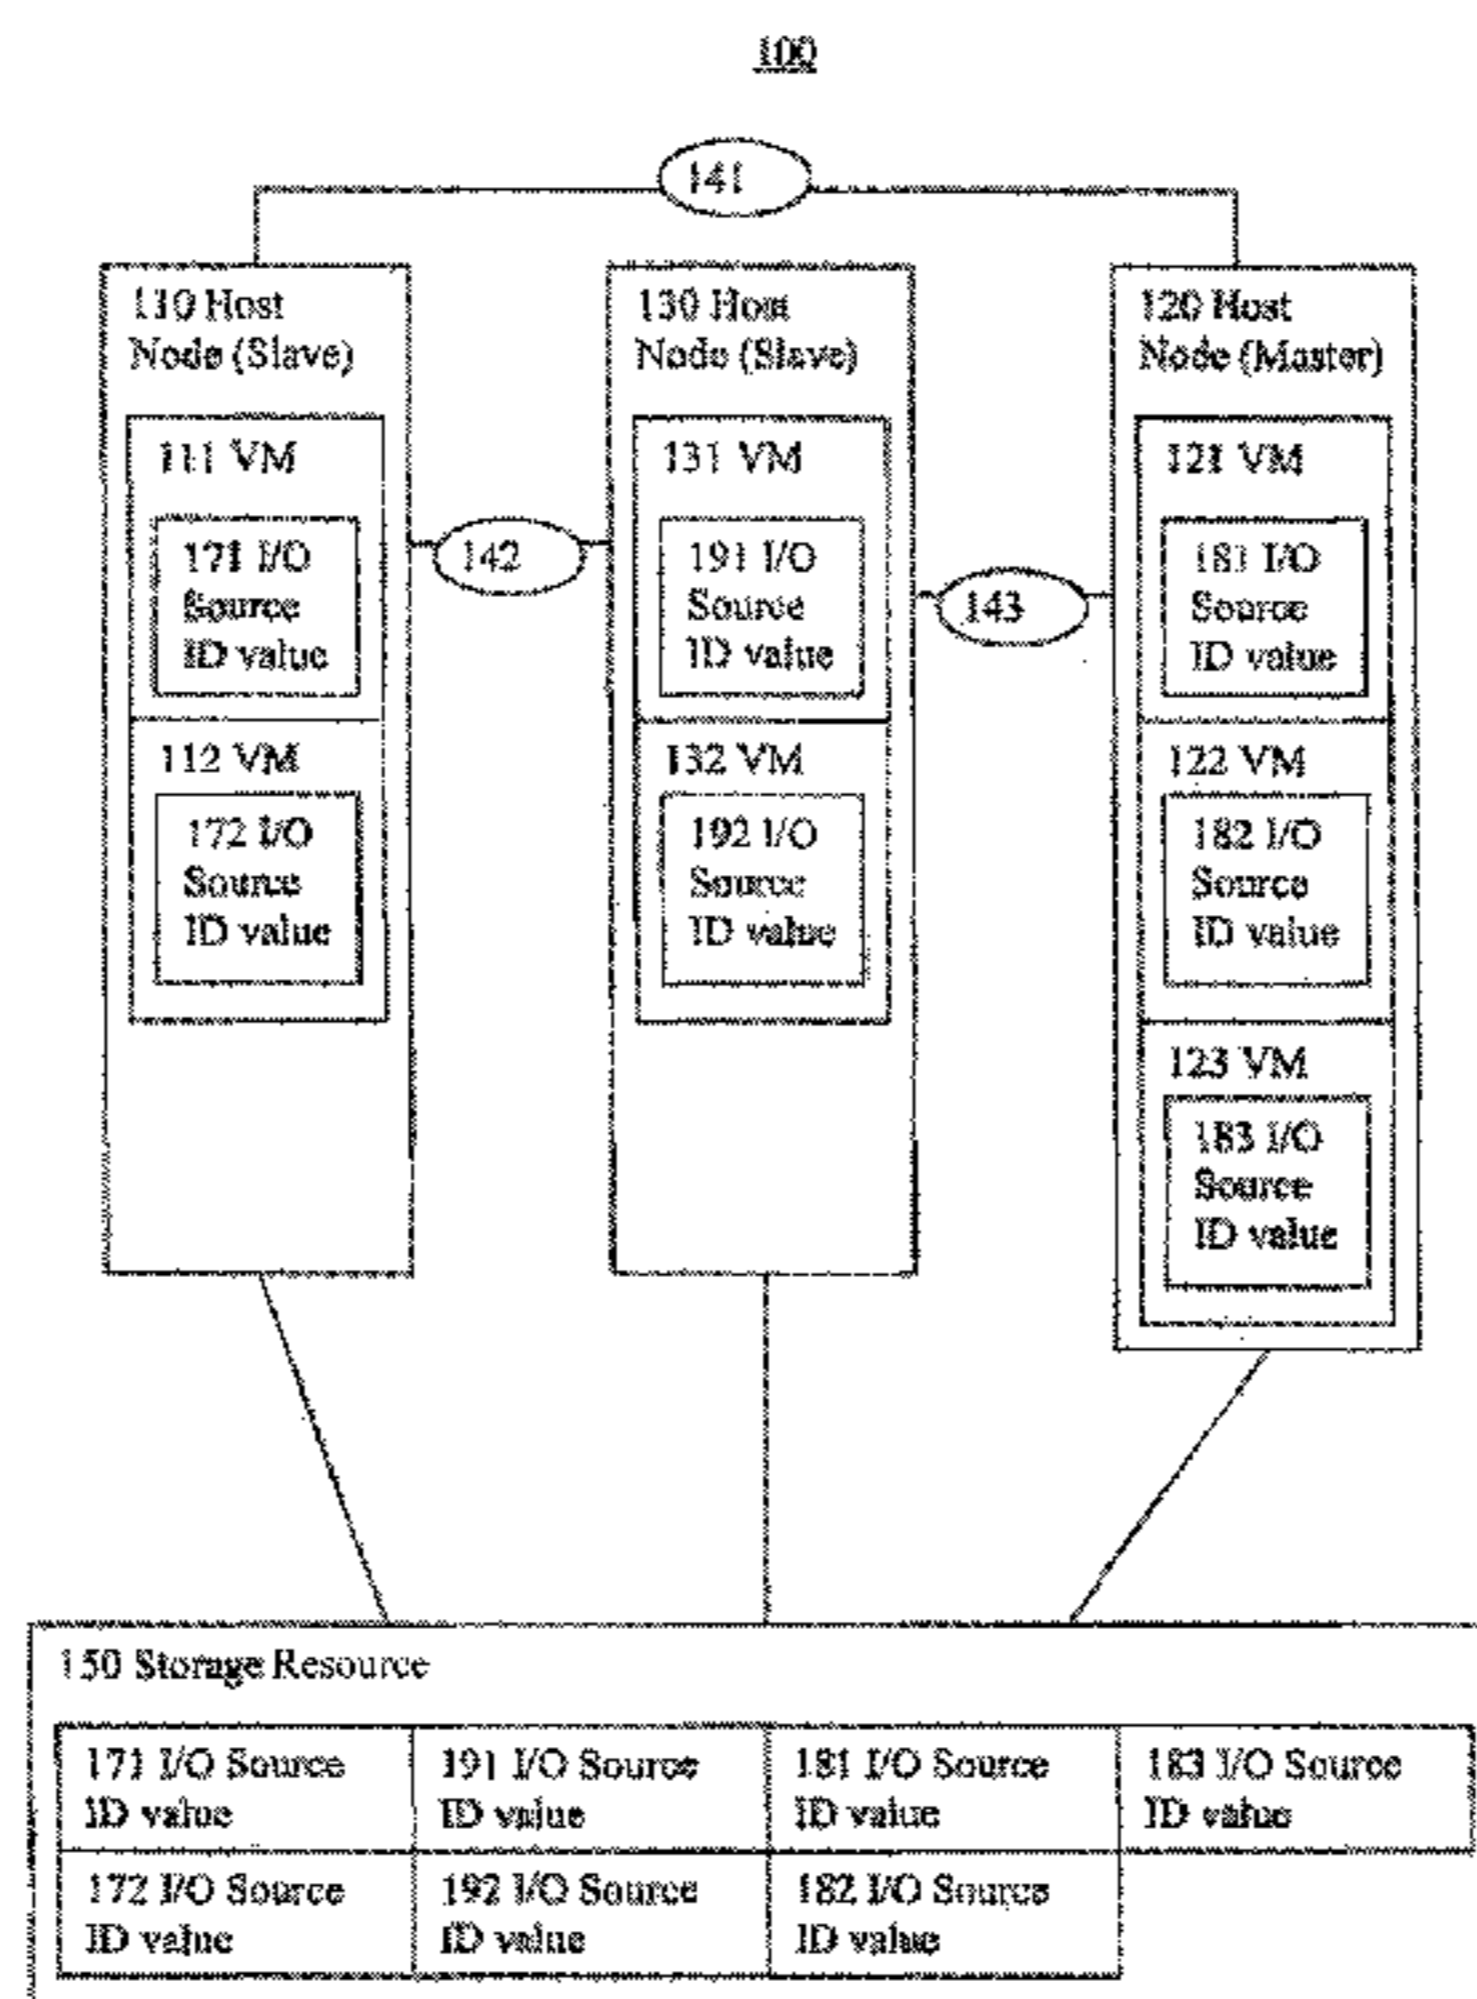 100
141
110 Host
Node (Slave)
111 VM
171 I/O
Source
ID value
112 VM
172 I/O
Source
ID value
142
130 Host
Node (Slave)
131 VM
191 I/O
Source
ID value
132 VM
192 I/O
Source
ID value
143
120 Host
Node (Master)
121 VM
181 I/O
Source
ID value
122 VM
182 I/O
Source
ID value
123 VM
183 I/O
Source
ID value
150 Storage Resource
171 I/O Source
ID value
191 I/O Source
ID value
181 I/O Source
ID value
183 I/O Source
ID value
172 I/O Source
ID value
192 I/O Source
ID value
182 I/O Source
ID value